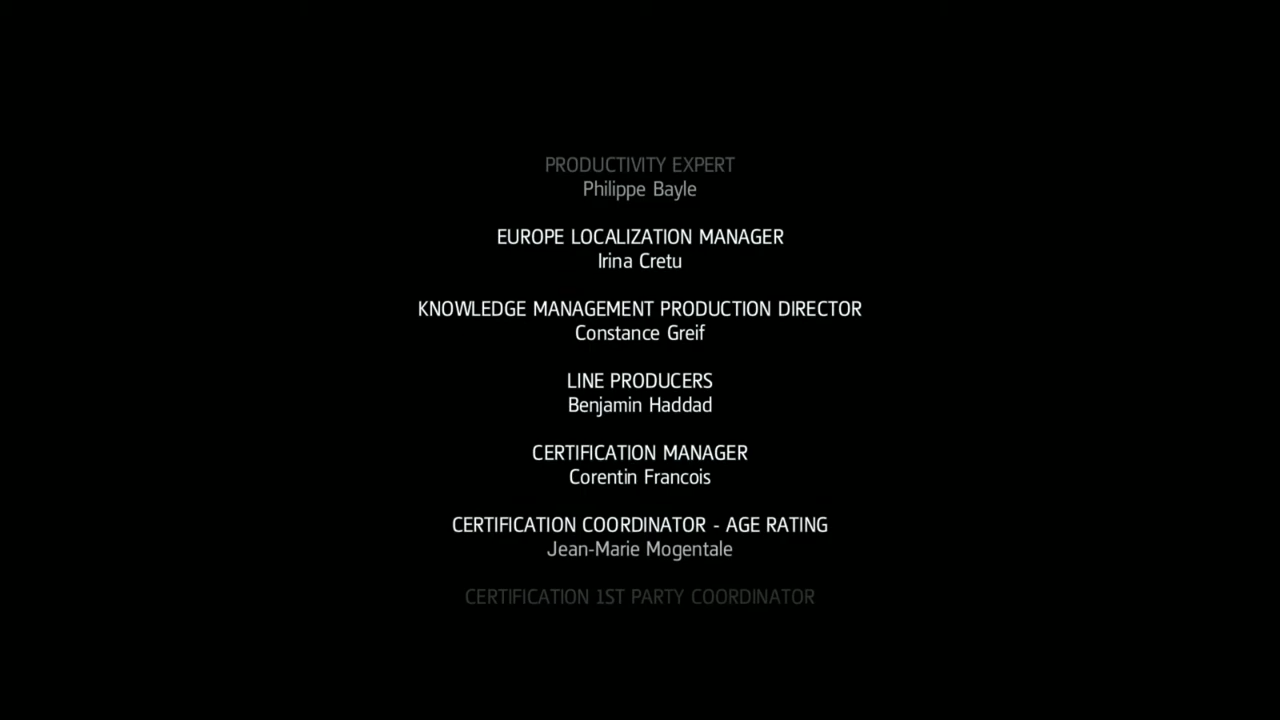 PRODUCTIVITY EXPERT
Philippe Bayle
EUROPE LOCALIZATION MANAGER
Irina Cretu
KNOWLEDGE MANAGEMENT PRODUCTION DIRECTOR
Constance Greif
LINE PRODUCERS
Benjamin Haddad
CERTIFICATION MANAGER
Corentin Francois
CERTIFICATION COORDINATOR - AGE RATING
Jean-Marie Mogentale
CERTIFICATION 1ST PARTY COORDINATOR